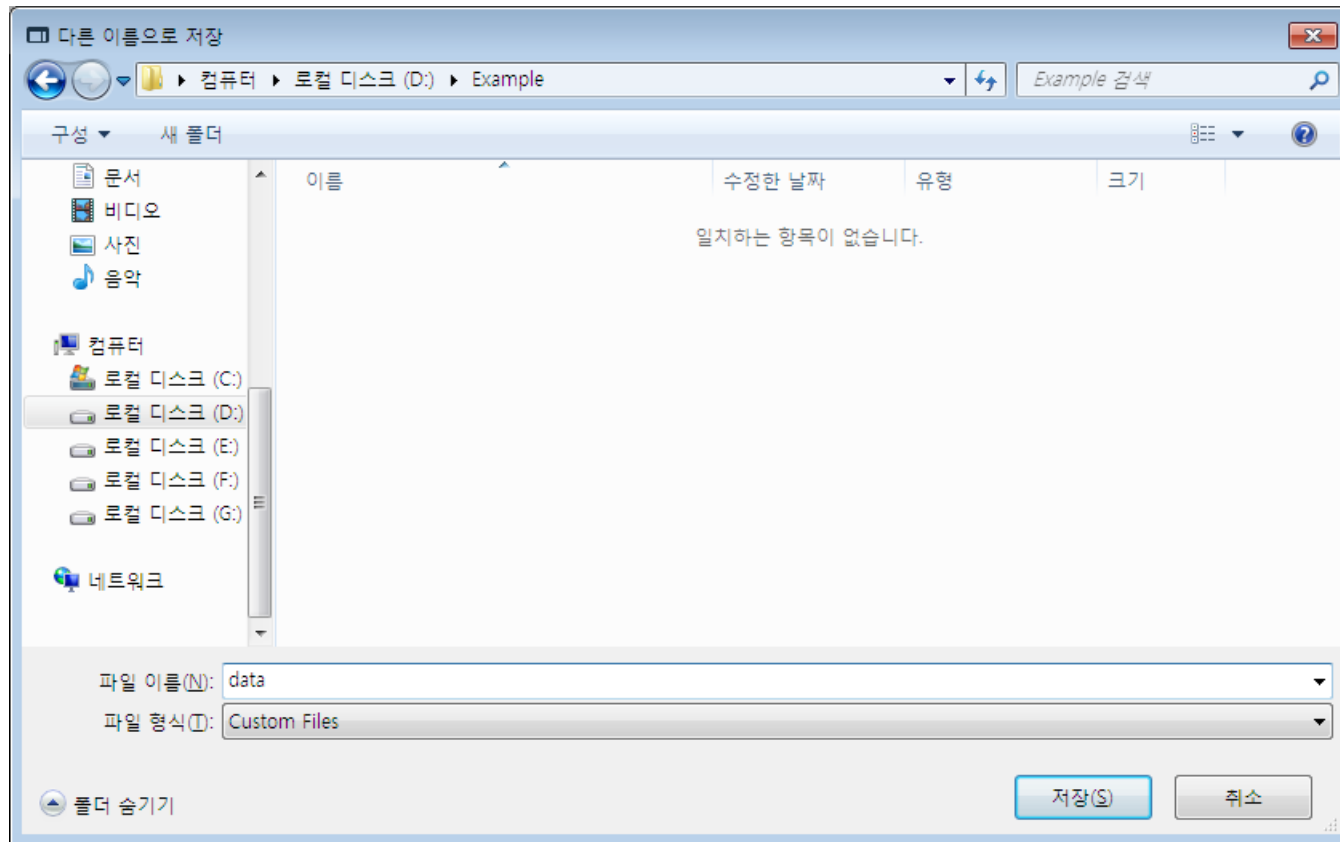 다른 이름으로 저장
컴퓨터 로컬 디스크 (D:) Example Example 검색
구성 새 폴더
이름 수정한 날짜 유형 크기
일치하는 항목이 없습니다.
문서
비디오
사진
음악
컴퓨터
로컬 디스크 (C:)
로컬 디스크 (D:)
로컬 디스크 (E:)
로컬 디스크 (F:)
로컬 디스크 (G:)
네트워크
파일 이름(N): data
파일 형식(T): Custom Files
폴더 숨기기 저장(S) 취소